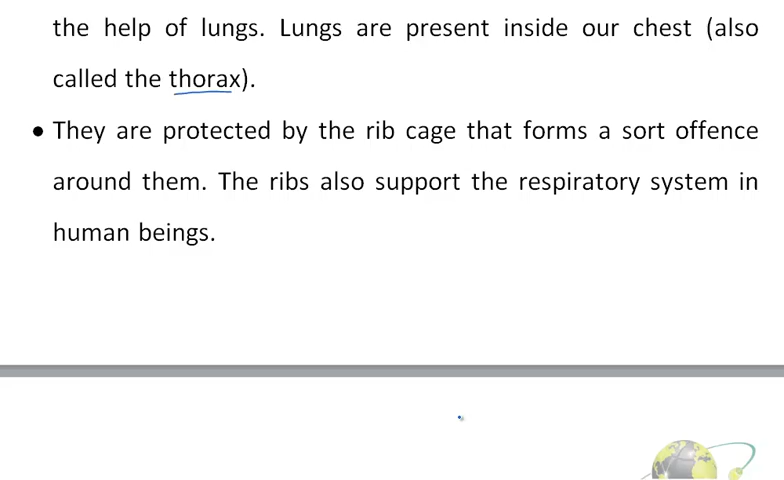 the help of lungs. Lungs are present inside our chest (also
called the thorax).
● They are protected by the rib cage that forms a sort offence
around them. The ribs also support the respiratory system in
human beings.